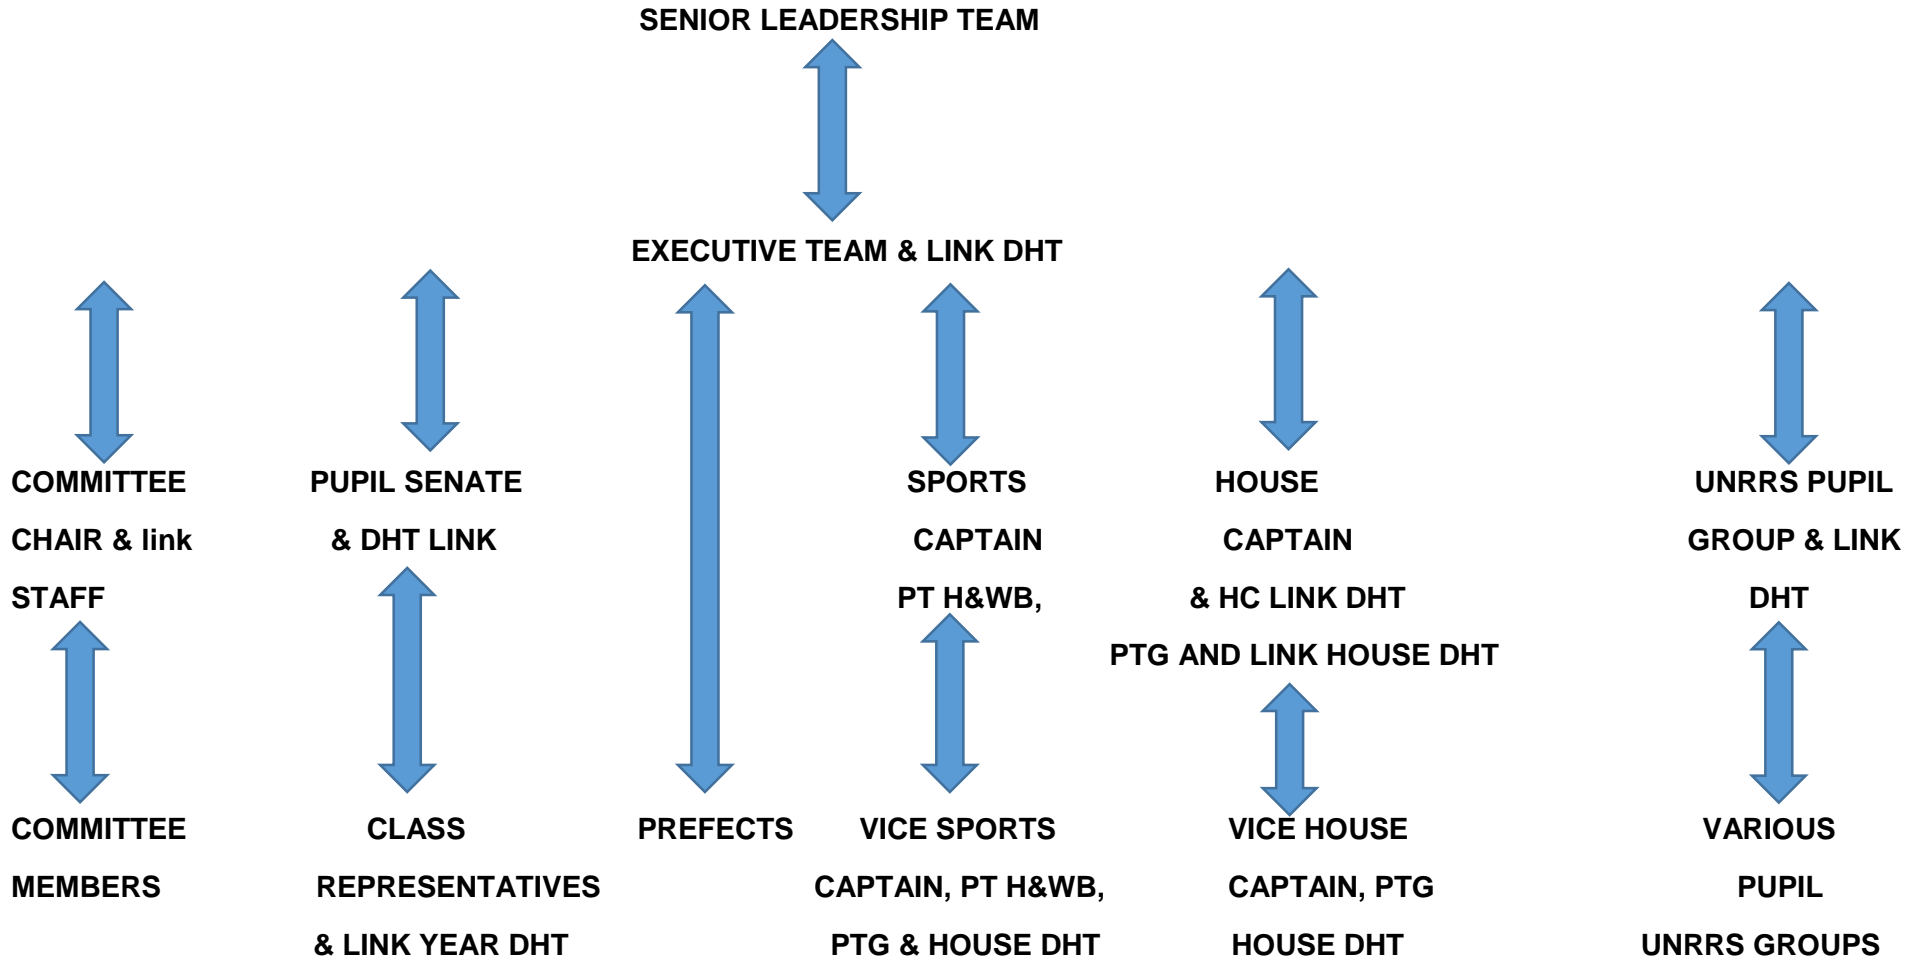 SENIOR LEADERSHIP TEAM
EXECUTIVE TEAM & LINK DHT
COMMITTEE
CHAIR & link
STAFF
PUPIL SENATE
& DHT LINK
SPORTS
CAPTAIN
PT H&WB,
HOUSE
CAPTAIN
& HC LINK DHT
PTG AND LINK HOUSE DHT
UNRRS PUPIL
GROUP & LINK
DHT
COMMITTEE
MEMBERS
CLASS
REPRESENTATIVES
& LINK YEAR DHT
PREFECTS
VICE SPORTS
CAPTAIN, PT H&WB,
PTG & HOUSE DHT
VICE HOUSE
CAPTAIN, PTG
HOUSE DHT
VARIOUS
PUPIL
UNRRS GROUPS